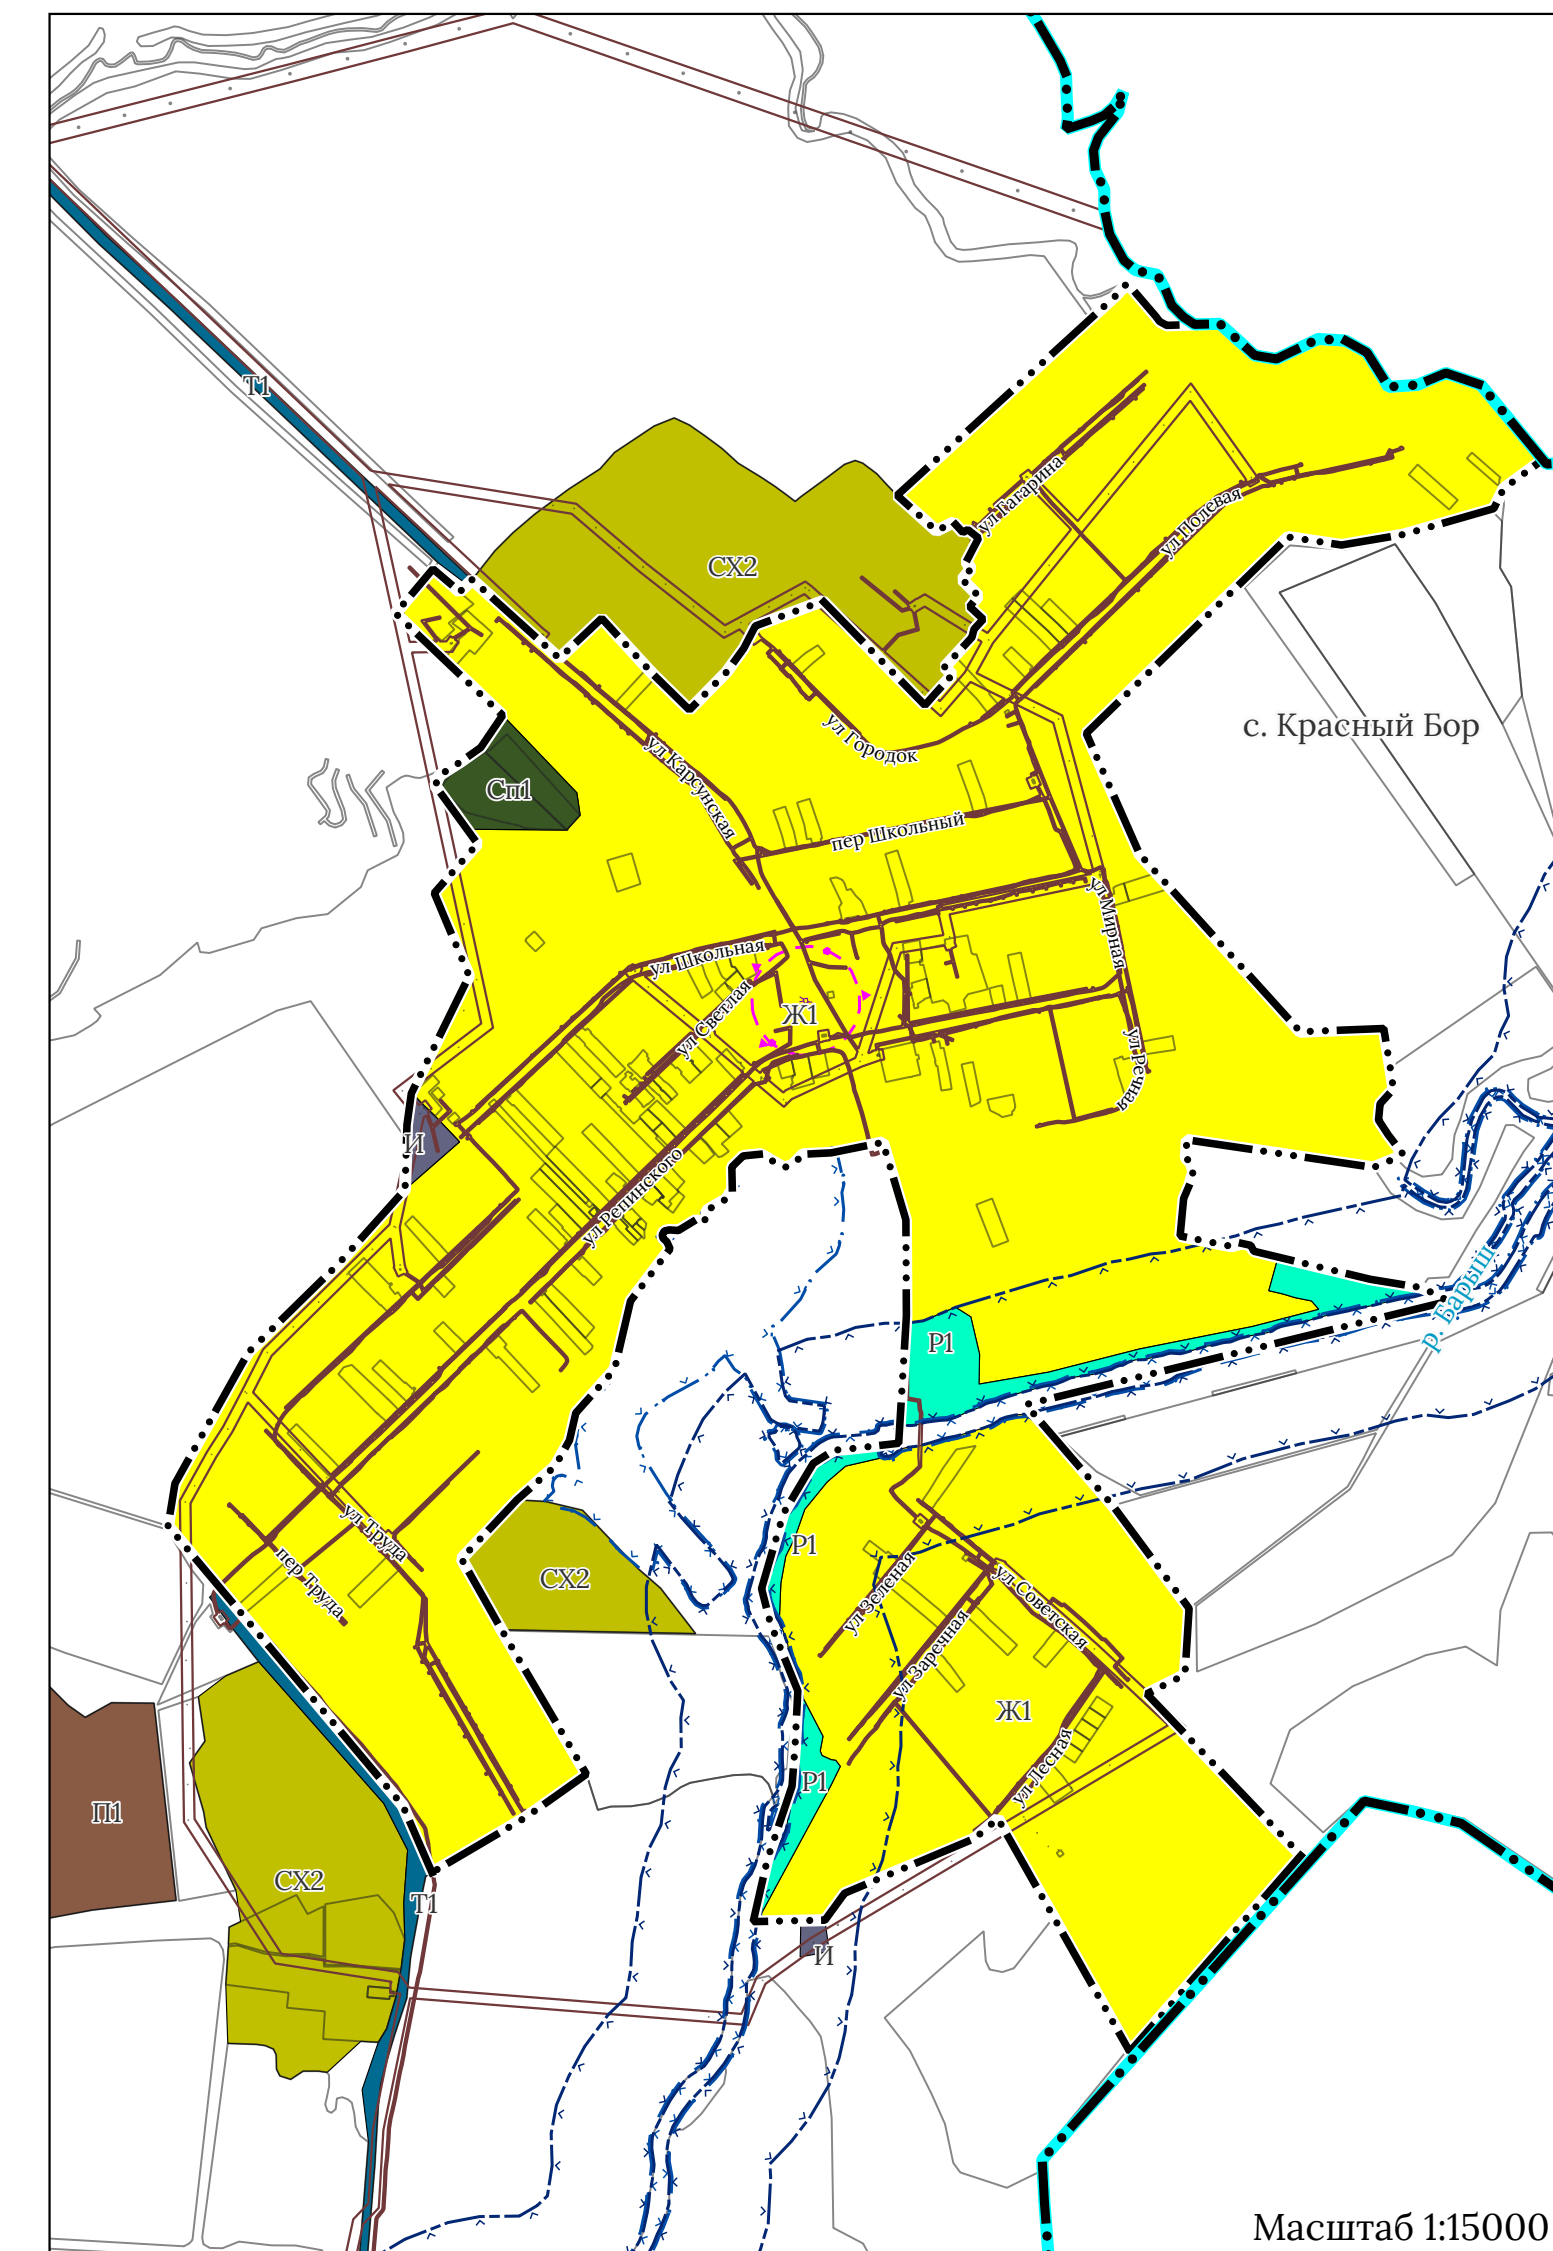 Т1
ул Гагарина
ул Полевая
СХ2
с. Красный Бор
ул Городок
ул Карсунская
Сп1
пер Школьный
ул Мирная
ул Школьная
ул Светлая
Ж1
ул Речная
И
ул Репинского
р. Барыш
Р1
ул Труда
Р1
пер Труда
СХ2
ул Зеленая
ул Советская
ул Заречная
Ж1
ул Лесная
Р1
П1
СХ2
Т1
И
Масштаб 1:15000